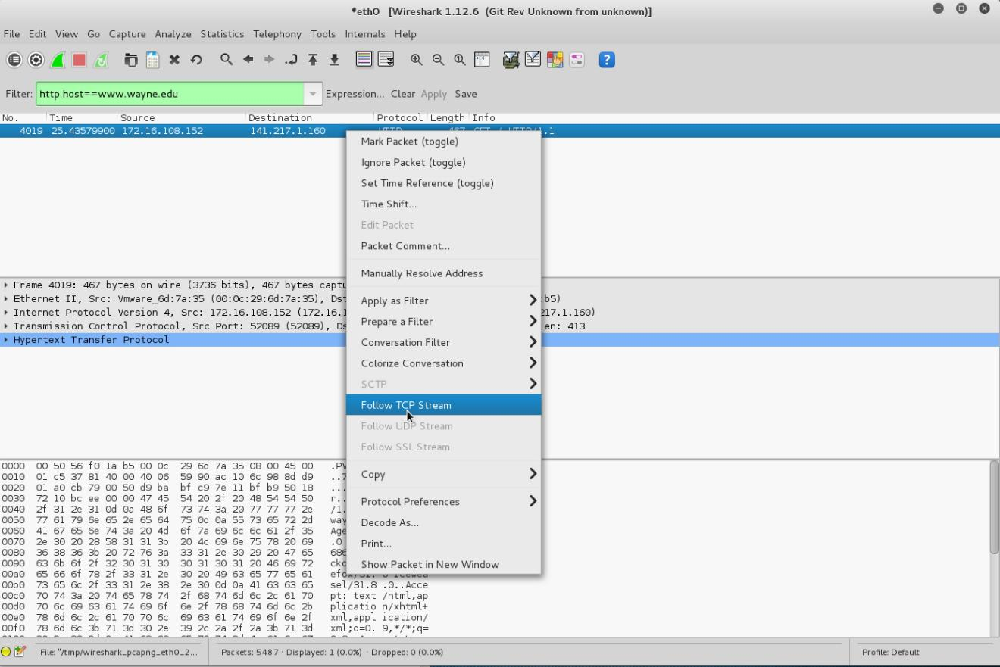 *eth0   [Wireshark 1.12.6  (Git Rev Unknown from unknown)]
File Edit View Go Capture Analyze Statistics Telephony Tools Internals Help
Filter: http.host==www.wayne.edu Expression... Clear Apply Save
No. Time Source Destination Protocol Length Info
4019 25.43579900 172.16.108.152 141.217.1.160 HTTP 467 GET / HTTP/1.1
Mark Packet (toggle)
Ignore Packet (toggle)
Set Time Reference (toggle)
Time Shift...
Edit Packet
Packet Comment...
Manually Resolve Address
Apply as Filter
Prepare a Filter
Conversation Filter
Colorize Conversation
SCTP
Follow TCP Stream
Follow UDP Stream
Follow SSL Stream
Copy
Protocol Preferences
Decode As...
Print...
Show Packet in New Window
Frame 4019: 467 bytes on wire (3736 bits), 467 bytes captu
Ethernet II, Src: Vmware_6d:7a:35 (00:0c:29:6d:7a:35), Dst :b5)
Internet Protocol Version 4, Src: 172.16.108.152 (172.16.1 217.1.160)
Transmission Control Protocol, Src Port: 52089 (52089), Ds Len: 413
Hypertext Transfer Protocol
0000 00 50 56 f0 1a b5 00 0c 29 6d 7a 35 08 00 45 00 .PV
0010 01 c5 37 81 40 00 40 06 59 90 ac 10 6c 98 8d d9 ..7
0020 01 a0 cb 79 00 50 d9 ba bf c9 7e 11 bf b9 50 18 ...
0030 72 10 bc ee 00 00 47 45 54 20 2f 20 48 54 54 50 r..
0040 2f 31 2e 31 0d 0a 48 6f 73 74 3a 20 77 77 77 2e /1.
0050 77 61 79 6e 65 2e 65 64 75 0d 0a 55 73 65 72 2d way
0060 41 67 65 6e 74 3a 20 4d 6f 7a 69 6c 6c 61 2f 35 Age
0070 2e 30 20 28 58 31 31 3b 20 4c 69 6e 75 78 20 69 .0
0080 36 38 36 3b 20 72 76 3a 33 31 2e 30 29 20 47 65 686
0090 63 6b 6f 2f 32 30 31 30 30 31 30 31 20 46 69 72 cko
00a0 65 66 6f 78 2f 33 31 2e 30 20 49 63 65 77 65 61 efox/31. 0 Icewea
00b0 73 65 6c 2f 33 31 2e 38 2e 30 0d 0a 41 63 63 65 sel/31.8 .0..Acce
00c0 70 74 3a 20 74 65 78 74 2f 68 74 6d 6c 2c 61 70 pt: text /html,ap
00d0 70 6c 69 63 61 74 69 6f 6e 2f 78 68 74 6d 6c 2b plicatio n/xhtml+
00e0 78 6d 6c 2c 61 70 70 6c 69 63 61 74 69 6f 6e 2f xml,appl ication/
00f0 78 6d 6c 3b 71 3d 30 2e 39 2c 2a 2f 2a 3b 71 3d xml;q=0. 9,*/*;q=
File: "/tmp/wireshark_pcapng_eth0_2... Packets: 5487 · Displayed: 1 (0.0%) · Dropped: 0 (0.0%) Profile: Default